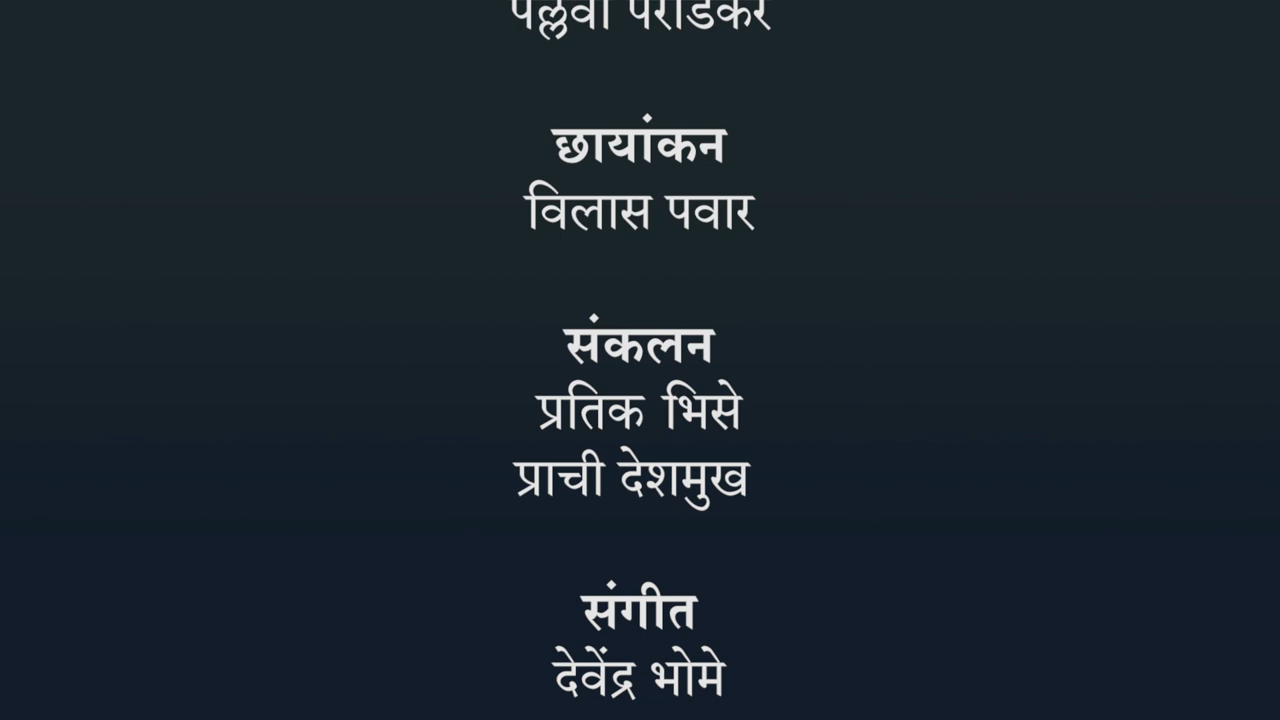 छायांकन
विलास पवार
संकलन
प्रतिक भिसे
प्राची देशमुख
संगीत
देवेंद्र भोमे